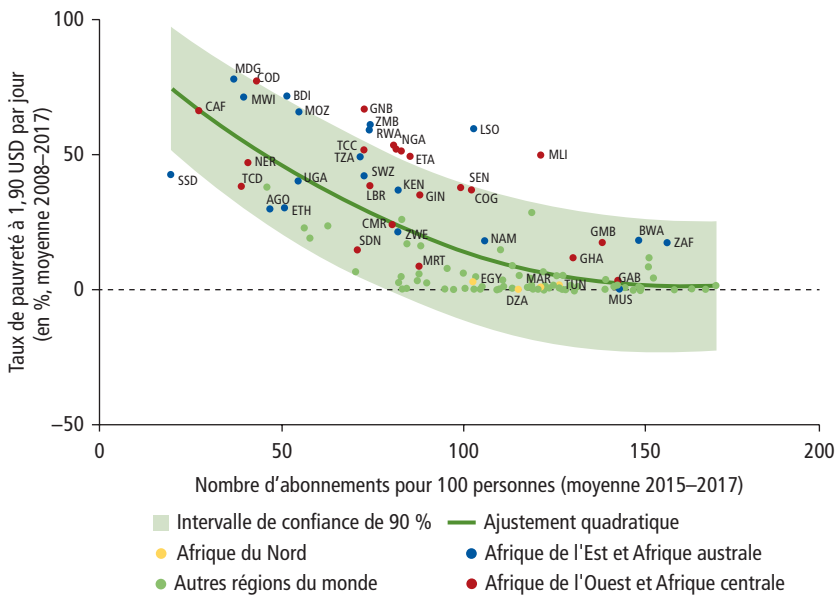 Taux de pauvreté à 1,90 USD par jour
(en %, moyenne 2008–2017)
100
50
0
–50
MDG
COD
MWI
BDI
MOZ
CAF
GNB
ZMB
RWA
NGA
LSO
TCC
TZA
ETA
MLI
NER
TCD
SSD
UGA
SWZ
LBR
KEN
GIN
SEN
COG
AGO
ETH
CMR
ZWE
SDN
NAM
GMB
BWA
ZAF
MRT
GHA
EGY
MAR
TUN
GAB
DZA
MUS
0
50
100
150
200
Nombre d'abonnements pour 100 personnes (moyenne 2015–2017)
Intervalle de confiance de 90 %
Ajustement quadratique
Afrique du Nord
Afrique de l'Est et Afrique australe
Autres régions du monde
Afrique de l'Ouest et Afrique centrale